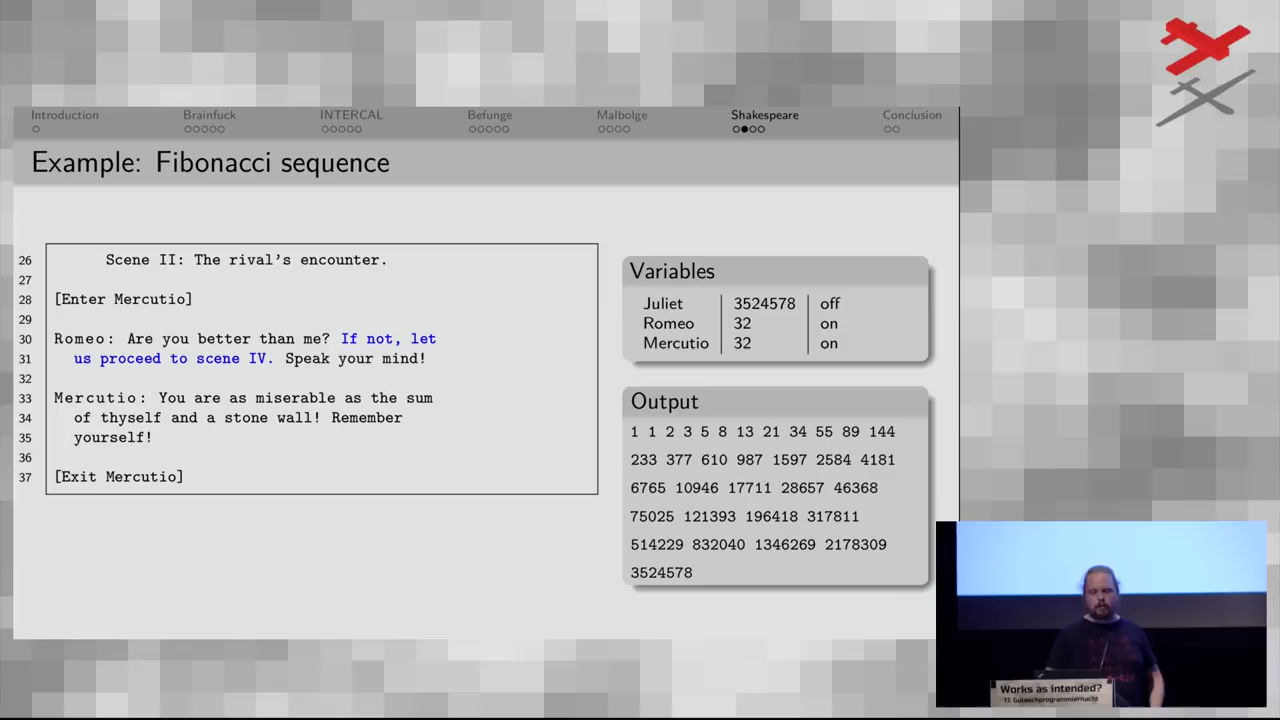 Introduction Brainfuck INTERCAL Befunge Malbolge Shakespeare Conclusion
Example: Fibonacci sequence
26 Scene II: The rival's encounter.
27
28 [Enter Mercutio]
29
30 Romeo: Are you better than me? If not, let
31 us proceed to scene IV. Speak your mind!
32
33 Mercutio: You are as miserable as the sum
34 of thyself and a stone wall! Remember
35 yourself!
36
37 [Exit Mercutio]
Variables
Juliet 3524578 off
Romeo 32 on
Mercutio 32 on
Output
1 1 2 3 5 8 13 21 34 55 89 144
233 377 610 987 1597 2584 4181
6765 10946 17711 28657 46368
75025 121393 196418 317811
514229 832040 1346269 2178309
3524578
Works as intended?
17. Gulaschprogrammiernacht